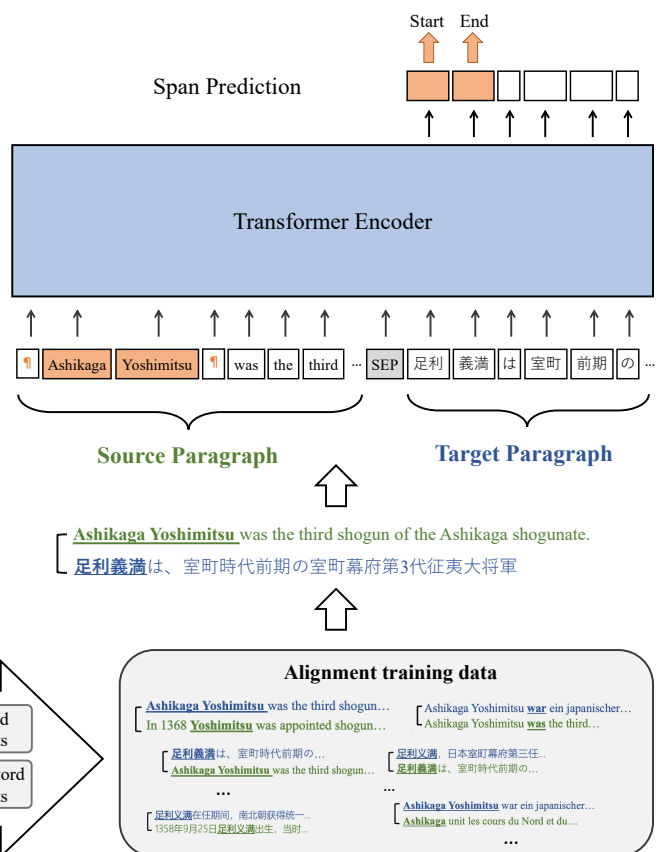 Start End
Span Prediction
Transformer Encoder
¶ Ashikaga Yoshimitsu ¶ was the third ... SEP 足利 義満 は 室町 前期 の ...
Source Paragraph Target Paragraph
Ashikaga Yoshimitsu was the third shogun of the Ashikaga shogunate.
足利義満は、室町時代前期の室町幕府第3代征夷大将軍
Alignment training data
Ashikaga Yoshimitsu was the third shogun…
In 1368 Yoshimitsu was appointed shogun…
Ashikaga Yoshimitsu war ein japanischer…
Ashikaga Yoshimitsu was the third…
足利義満は、室町時代前期の…
Ashikaga Yoshimitsu was the third shogun…
...
足利义满，日本室町幕府第三任…
足利義満は、室町時代前期の…
...
足利义满在任期间，南北朝获得统一…
1358年9月25日足利义满出生，当时…
Ashikaga Yoshimitsu war ein japanischer…
Ashikaga unit les cours du Nord et du…
...